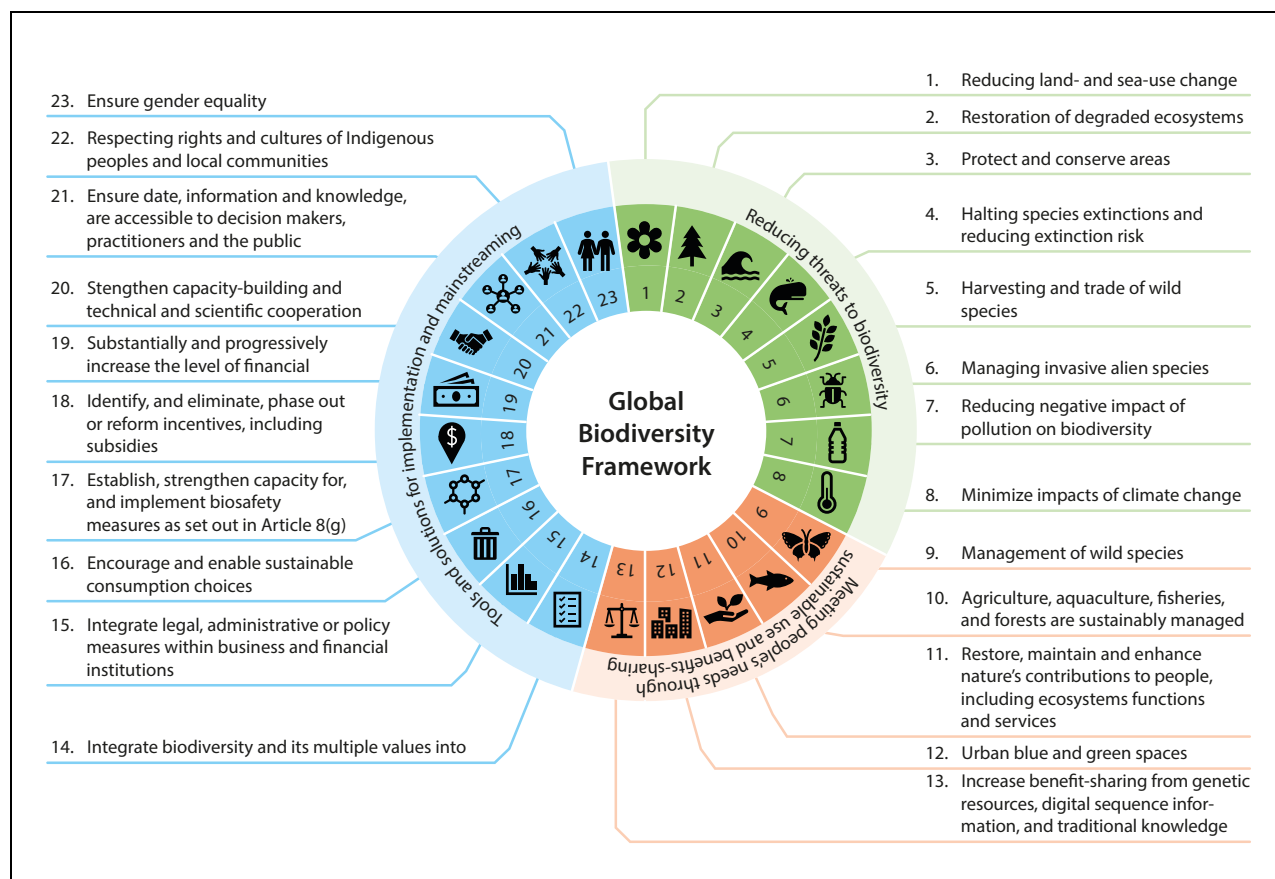 23. Ensure gender equality
22. Respecting rights and cultures of Indigenous
peoples and local communities
21. Ensure date, information and knowledge,
are accessible to decision makers,
practitioners and the public
20. Stengthen capacity-building and
technical and scientific cooperation
19. Substantially and progressively
increase the level of financial
18. Identify, and eliminate, phase out
or reform incentives, including
subsidies
17. Establish, strengthen capacity for,
and implement biosafety
measures as set out in Article 8(g)
16. Encourage and enable sustainable
consumption choices
15. Integrate legal, administrative or policy
measures within business and financial
institutions
14. Integrate biodiversity and its multiple values into
Tools and solutions for implementation and mainstreaming
Reducing threats to biodiversity
Meeting people's needs through
sustainable use and benefits-sharing
1
2
3
4
5
6
7
8
9
10
11
12
13
14
15
16
17
18
19
20
21
22
23
$
Global
Biodiversity
Framework
1. Reducing land- and sea-use change
2. Restoration of degraded ecosystems
3. Protect and conserve areas
4. Halting species extinctions and
reducing extinction risk
5. Harvesting and trade of wild
species
6. Managing invasive alien species
7. Reducing negative impact of
pollution on biodiversity
8. Minimize impacts of climate change
9. Management of wild species
10. Agriculture, aquaculture, fisheries,
and forests are sustainably managed
11. Restore, maintain and enhance
nature's contributions to people,
including ecosystems functions
and services
12. Urban blue and green spaces
13. Increase benefit-sharing from genetic
resources, digital sequence infor-
mation, and traditional knowledge